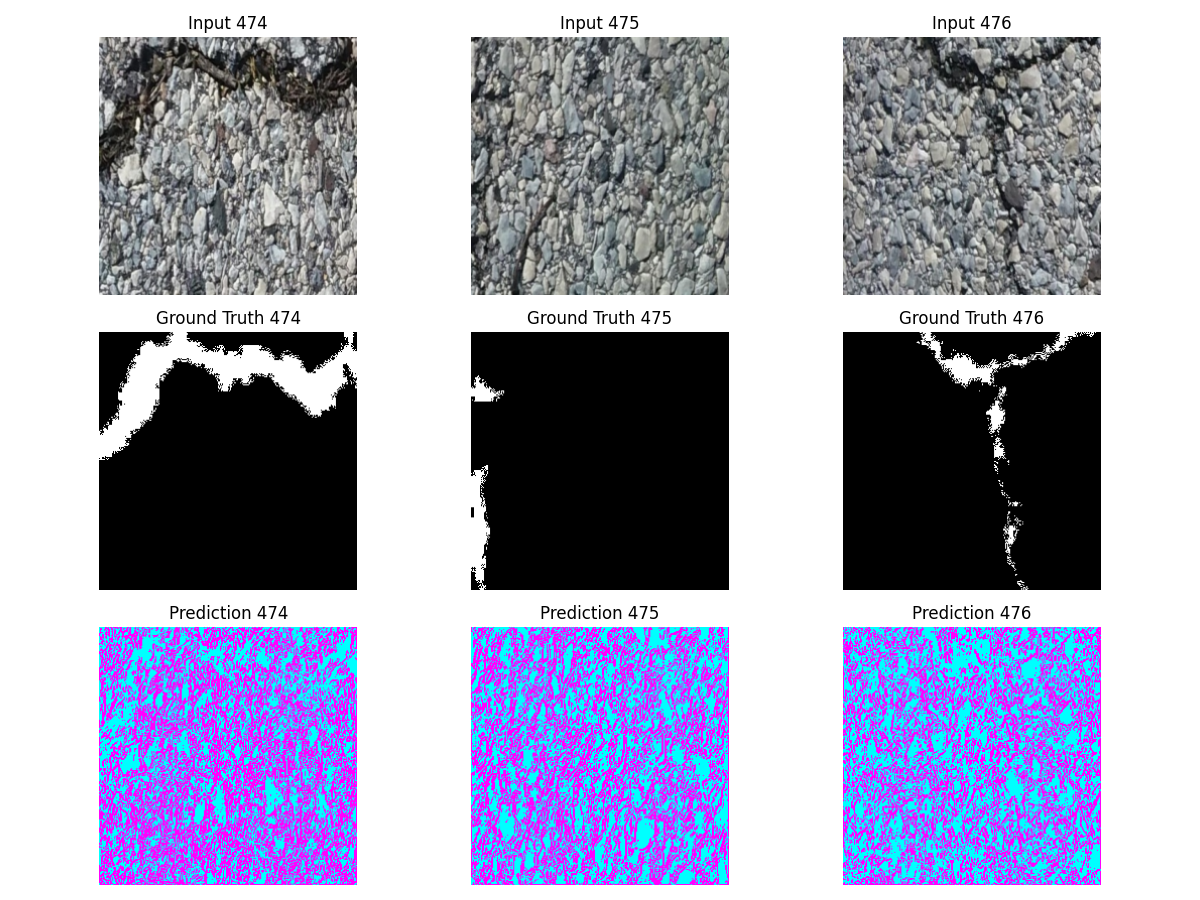 Input 474
Input 475
Input 476
Ground Truth 474
Ground Truth 475
Ground Truth 476
Prediction 474
Prediction 475
Prediction 476